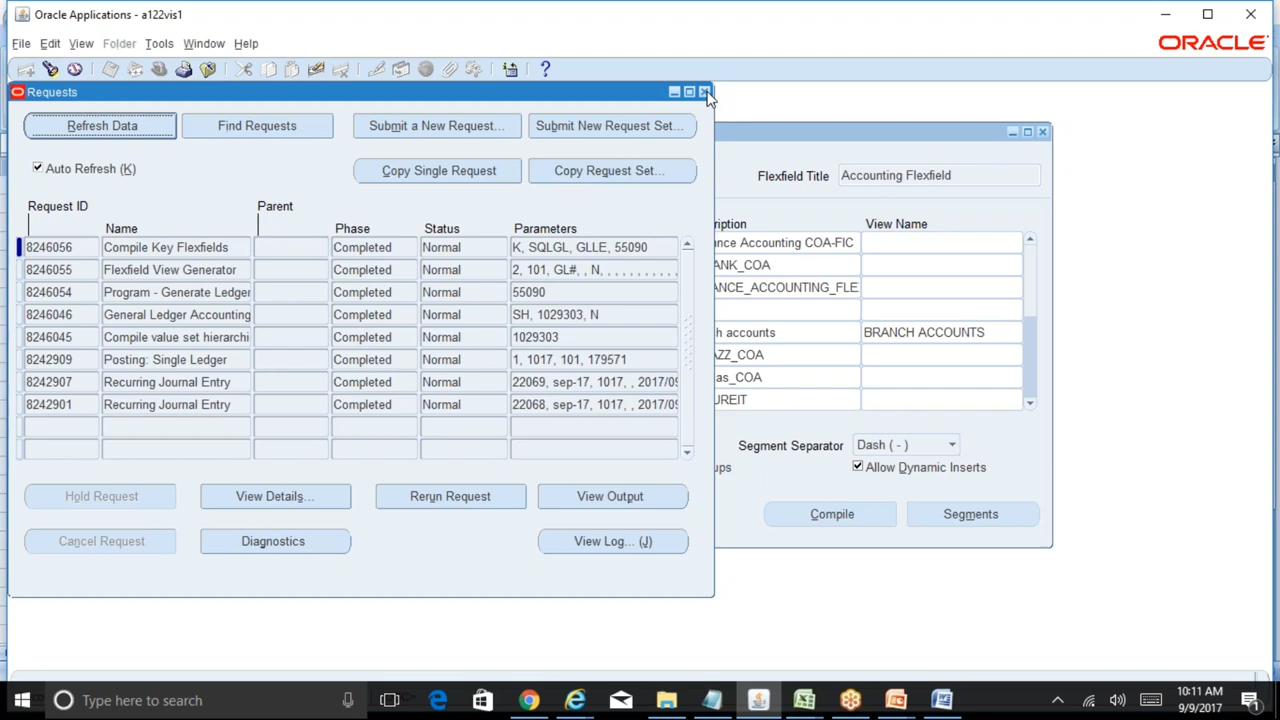 Oracle Applications - a122vis1
File Edit View Folder Tools Window Help
ORACLE
Requests
Refresh Data Find Requests Submit a New Request... Submit New Request Set...
Auto Refresh (K) Copy Single Request Copy Request Set...
Request ID Name Parent Phase Status Parameters
8246056 Compile Key Flexfields Completed Normal K, SQLGL, GLLE, 55090
8246055 Flexfield View Generator Completed Normal 2, 101, GL#, , N, , , , , , , , , ,
8246054 Program - Generate Ledger Completed Normal 55090
8246046 General Ledger Accounting Completed Normal SH, 1029303, N
8246045 Compile value set hierarchi Completed Normal 1029303
8242909 Posting: Single Ledger Completed Normal 1, 1017, 101, 179571
8242907 Recurring Journal Entry Completed Normal 22069, sep-17, 1017, , 2017/09
8242901 Recurring Journal Entry Completed Normal 22068, sep-17, 1017, , 2017/09
Hold Request View Details... Rerun Request View Output
Cancel Request Diagnostics View Log... (J)
Flexfield Title Accounting Flexfield
ription View Name
nce Accounting COA-FIC
ANK_COA
ANCE_ACCOUNTING_FLE
h accounts BRANCH ACCOUNTS
AZZ_COA
as_COA
UREIT
Segment Separator Dash ( - )
ups Allow Dynamic Inserts
Compile Segments
Type here to search
10:11 AM
9/9/2017